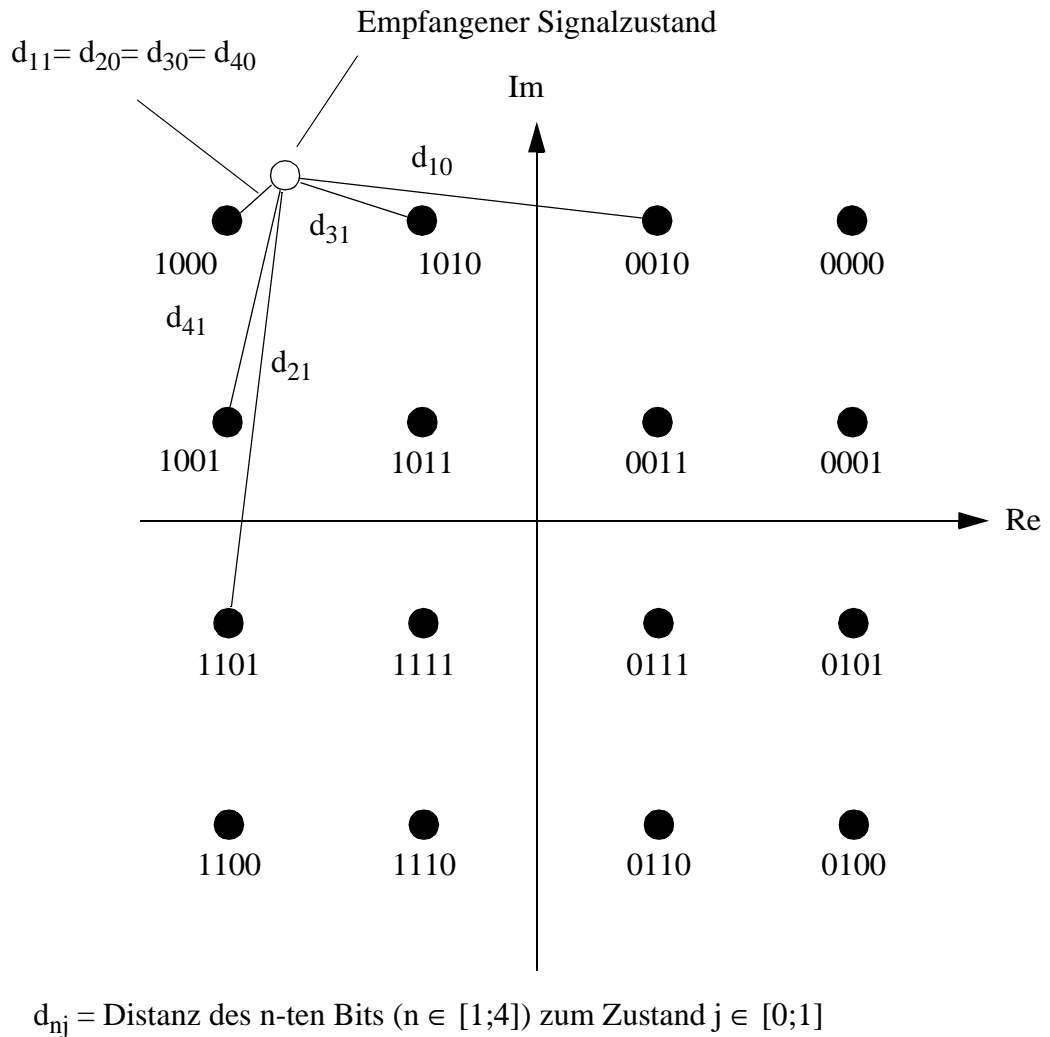 Empfangener Signalzustand
d11= d20= d30= d40
Im
d10
d31
1000 1010 0010 0000
d41
d21
1001 1011 0011 0001
Re
1101 1111 0111 0101
1100 1110 0110 0100
dnj = Distanz des n-ten Bits (n ∈ [1;4]) zum Zustand j ∈ [0;1]